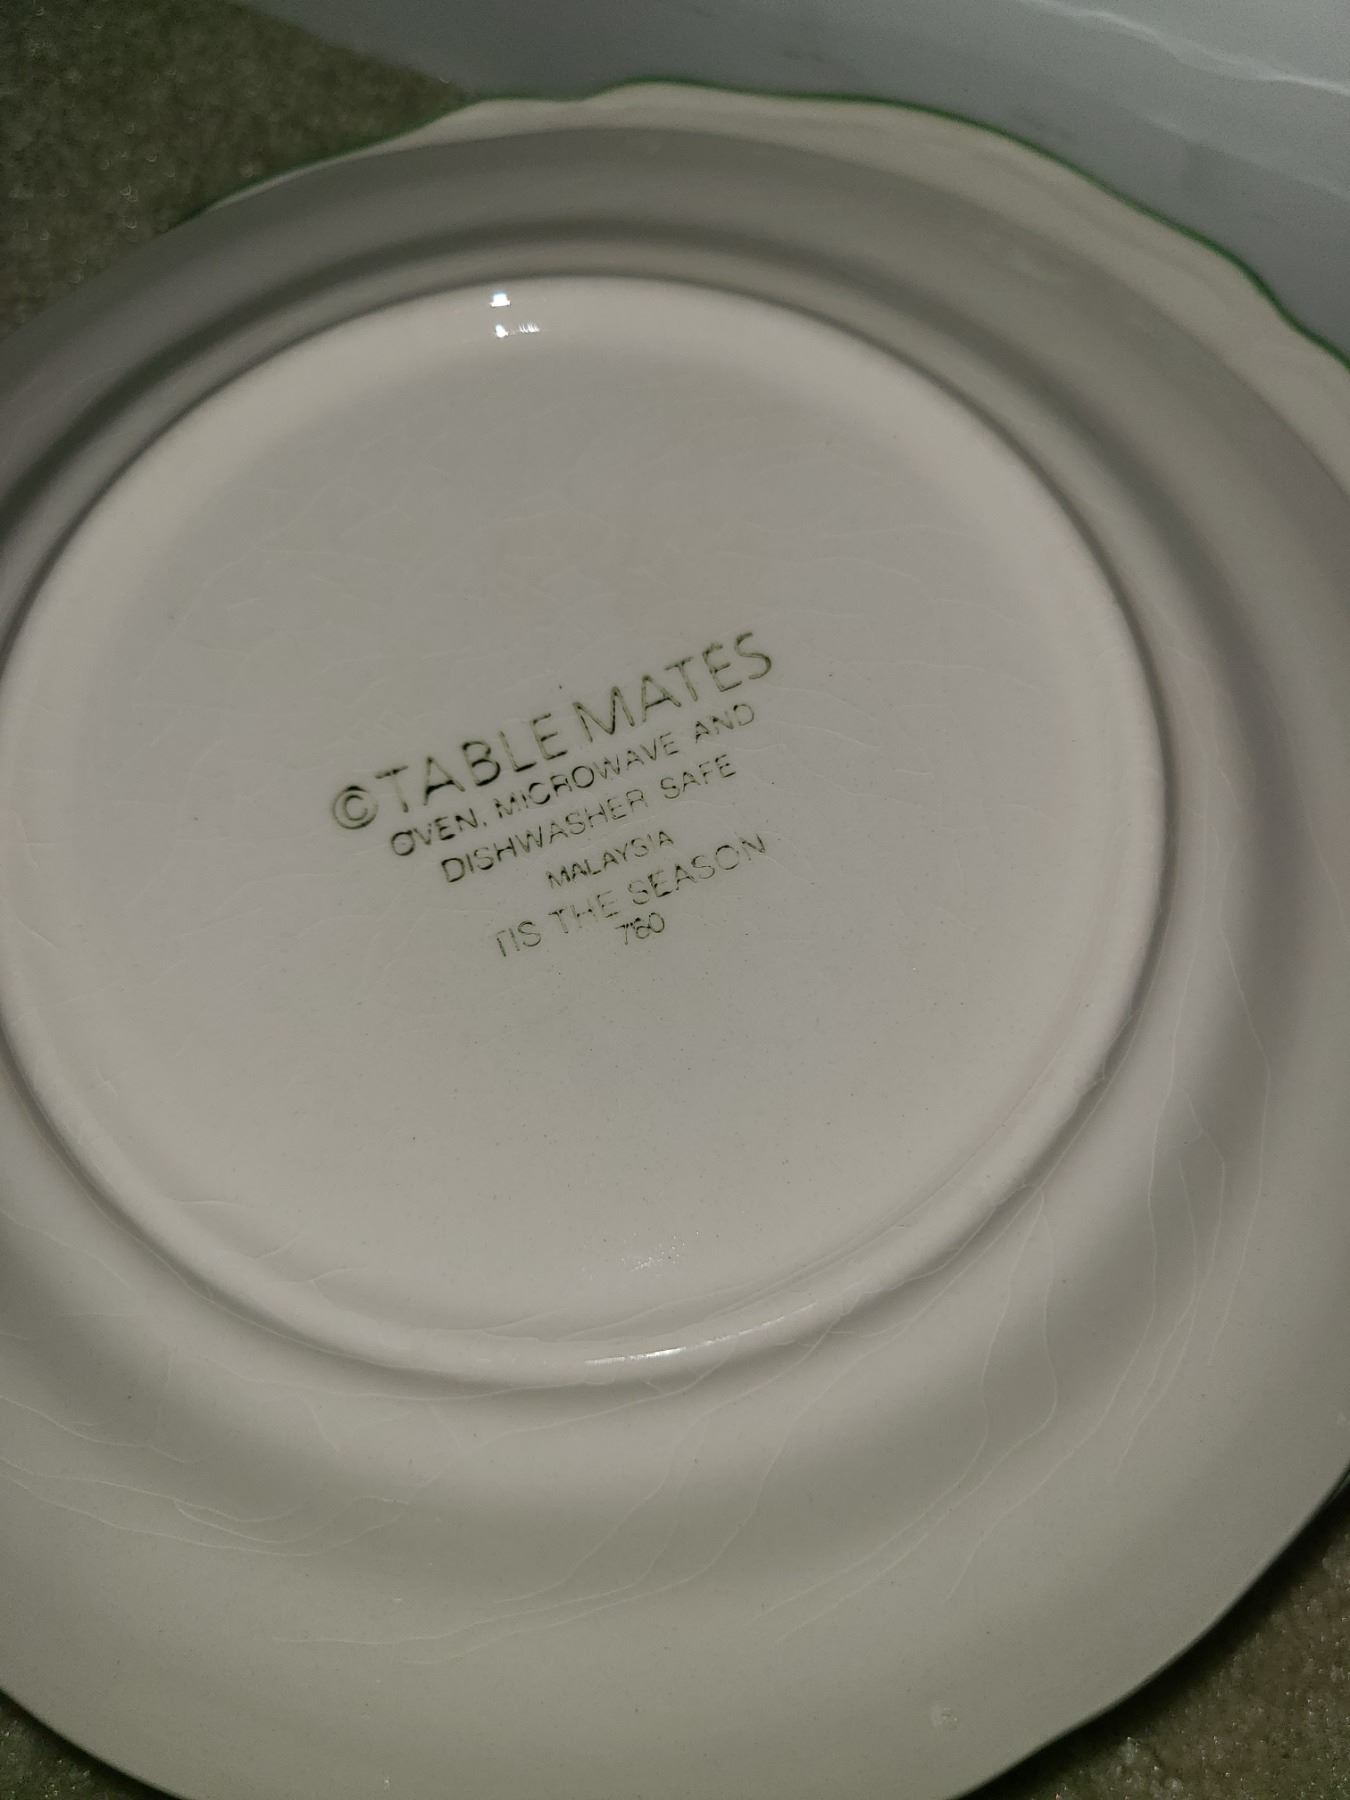 ©TABLE MATES
OVEN, MICROWAVE AND
DISHWASHER SAFE
MALAYSIA
TIS THE SEASON
780